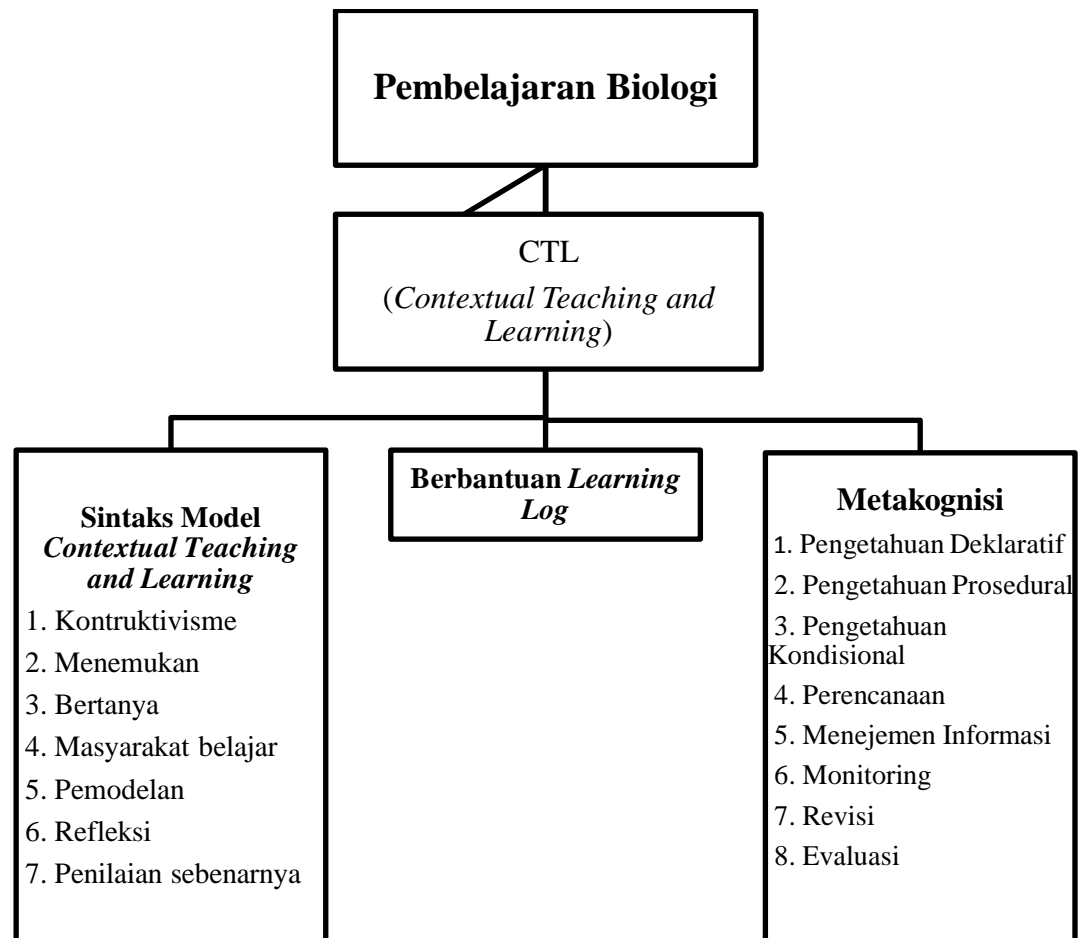 Pembelajaran Biologi
CTL
(Contextual Teaching and
Learning)
Sintaks Model
Contextual Teaching
and Learning
1. Kontruktivisme
2. Menemukan
3. Bertanya
4. Masyarakat belajar
5. Pemodelan
6. Refleksi
7. Penilaian sebenarnya
Berbantuan Learning
Log
Metakognisi
1. Pengetahuan Deklaratif
2. Pengetahuan Prosedural
3. Pengetahuan
Kondisional
4. Perencanaan
5. Menejemen Informasi
6. Monitoring
7. Revisi
8. Evaluasi